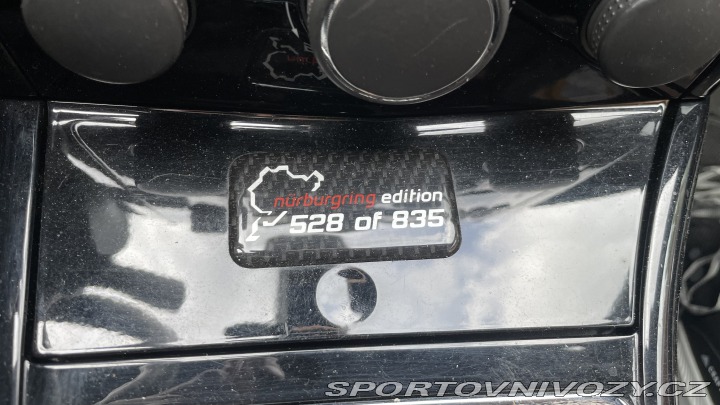 nürburgring edition
528 of 835
SPORTOVNIVOZY.CZ